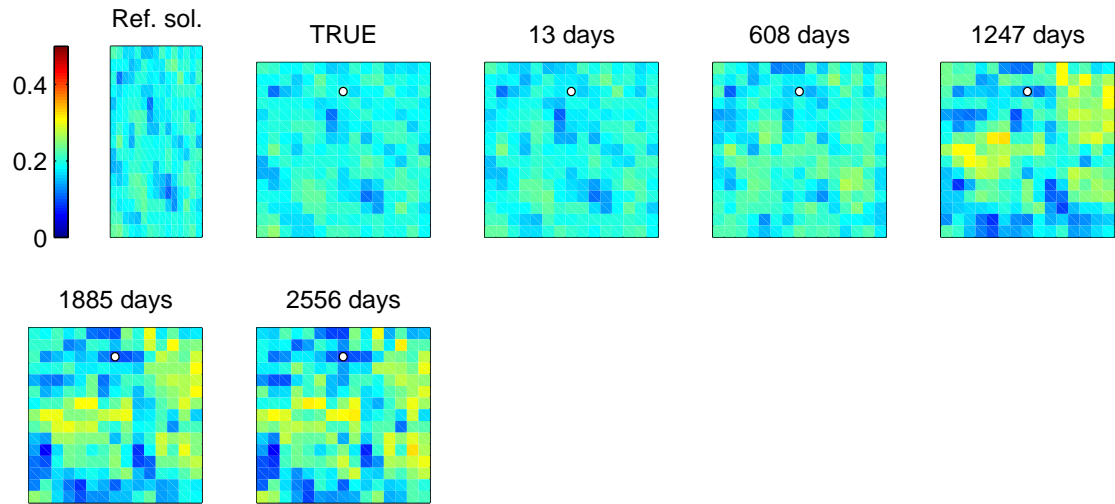 Ref. sol.
TRUE
13 days
608 days
1247 days
0.4
0.2
0
1885 days
2556 days